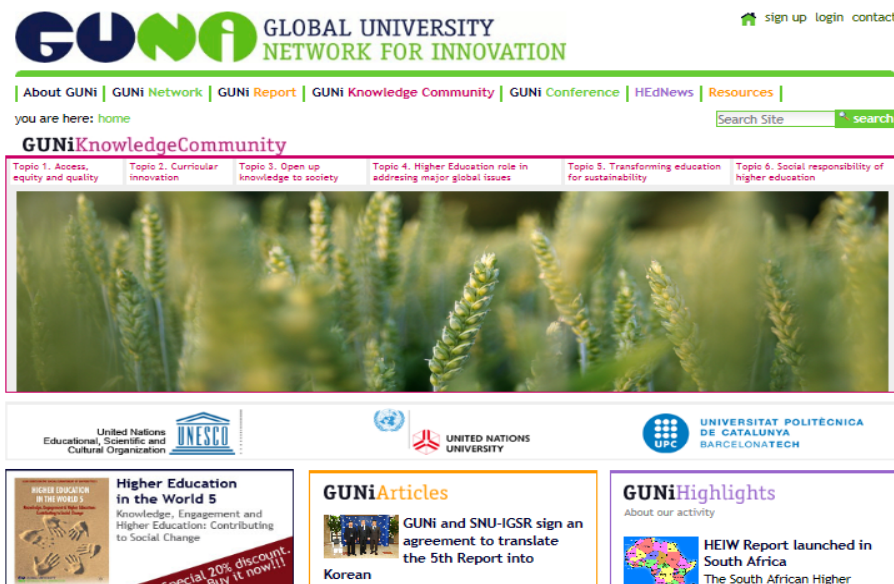 GUNi GLOBAL UNIVERSITY
NETWORK FOR INNOVATION
sign up login contact
About GUNi | GUNi Network | GUNi Report | GUNi Knowledge Community | GUNi Conference | HEdNews | Resources |
you are here: home
Search Site search
GUNiKnowledgeCommunity
Topic 1. Access,
equity and quality
Topic 2. Curricular
innovation
Topic 3. Open up
knowledge to society
Topic 4. Higher Education role in
addresing major global issues
Topic 5. Transforming education
for sustainability
Topic 6. Social responsibility of
higher education
United Nations
Educational, Scientific and
Cultural Organization
UNESCO
UNITED NATIONS
UNIVERSITY
UPC
UNIVERSITAT POLITÈCNICA
DE CATALUNYA
BARCELONATECH
HIGHER EDUCATION
IN THE WORLD 5
Higher Education
in the World 5
Knowledge, Engagement and
Higher Education: Contributing
to Social Change
special 20% discount.
Buy it now!!!
GUNiArticles
GUNi and SNU-IGSR sign an
agreement to translate
the 5th Report into
Korean
GUNiHighlights
About our activity
HEIW Report launched in
South Africa
The South African Higher